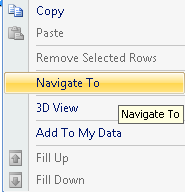 Copy
Paste
Remove Selected Rows
Navigate To
3D View
Navigate To
Add To My Data
Fill Up
Fill Down